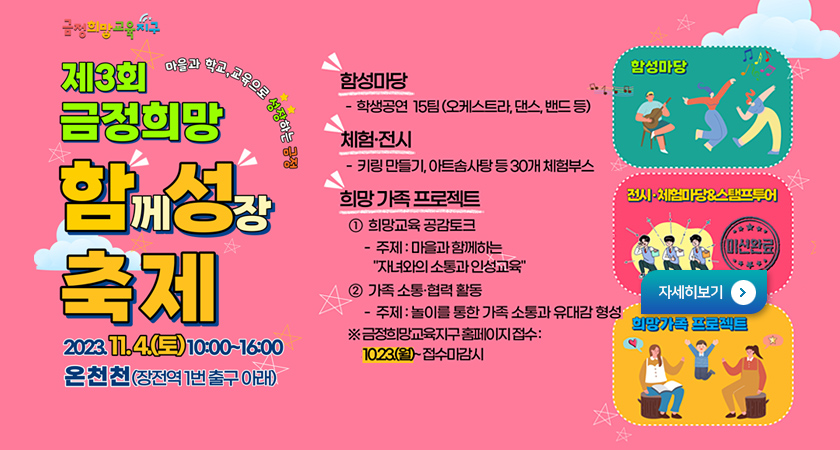 금정희망교육지구
마을과 학교, 교육으로 성장하는 금정
제3회
금정희망
함께성장
축제
2023. 11. 4.(토) 10:00~16:00
온천천 (장전역 1번 출구 아래)
함성마당
- 학생공연 15팀 (오케스트라, 댄스, 밴드 등)
체험·전시
- 키링 만들기, 아트솜사탕 등 30개 체험부스
희망 가족 프로젝트
① 희망교육 공감토크
- 주제 : 마을과 함께하는
"자녀와의 소통과 인성교육"
② 가족 소통·협력 활동
- 주제 : 놀이를 통한 가족 소통과 유대감 형성
※ 금정희망교육지구 홈페이지 접수 :
10.23.(월)~ 접수마감시
함성마당
전시·체험마당&스탬프투어
미션완료
자세히보기
희망가족 프로젝트